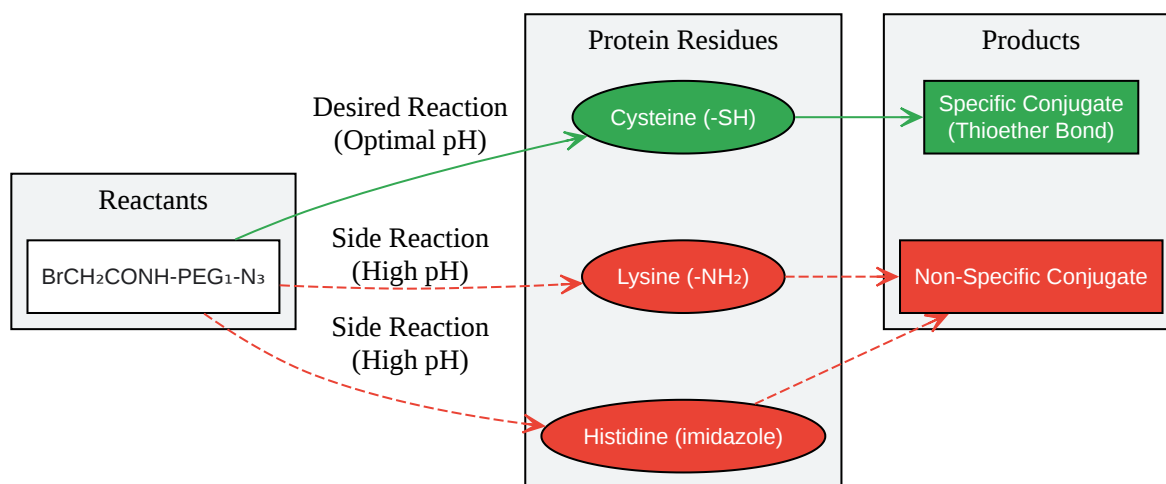 Protein Residues
Products
Desired Reaction
(Optimal pH)
Cysteine (-SH)
Specific Conjugate
(Thioether Bond)
Reactants
BrCH₂CONH-PEG₁-N₃
Side Reaction
(High pH)
Lysine (-NH₂)
Non-Specific Conjugate
Side Reaction
(High pH)
Histidine (imidazole)